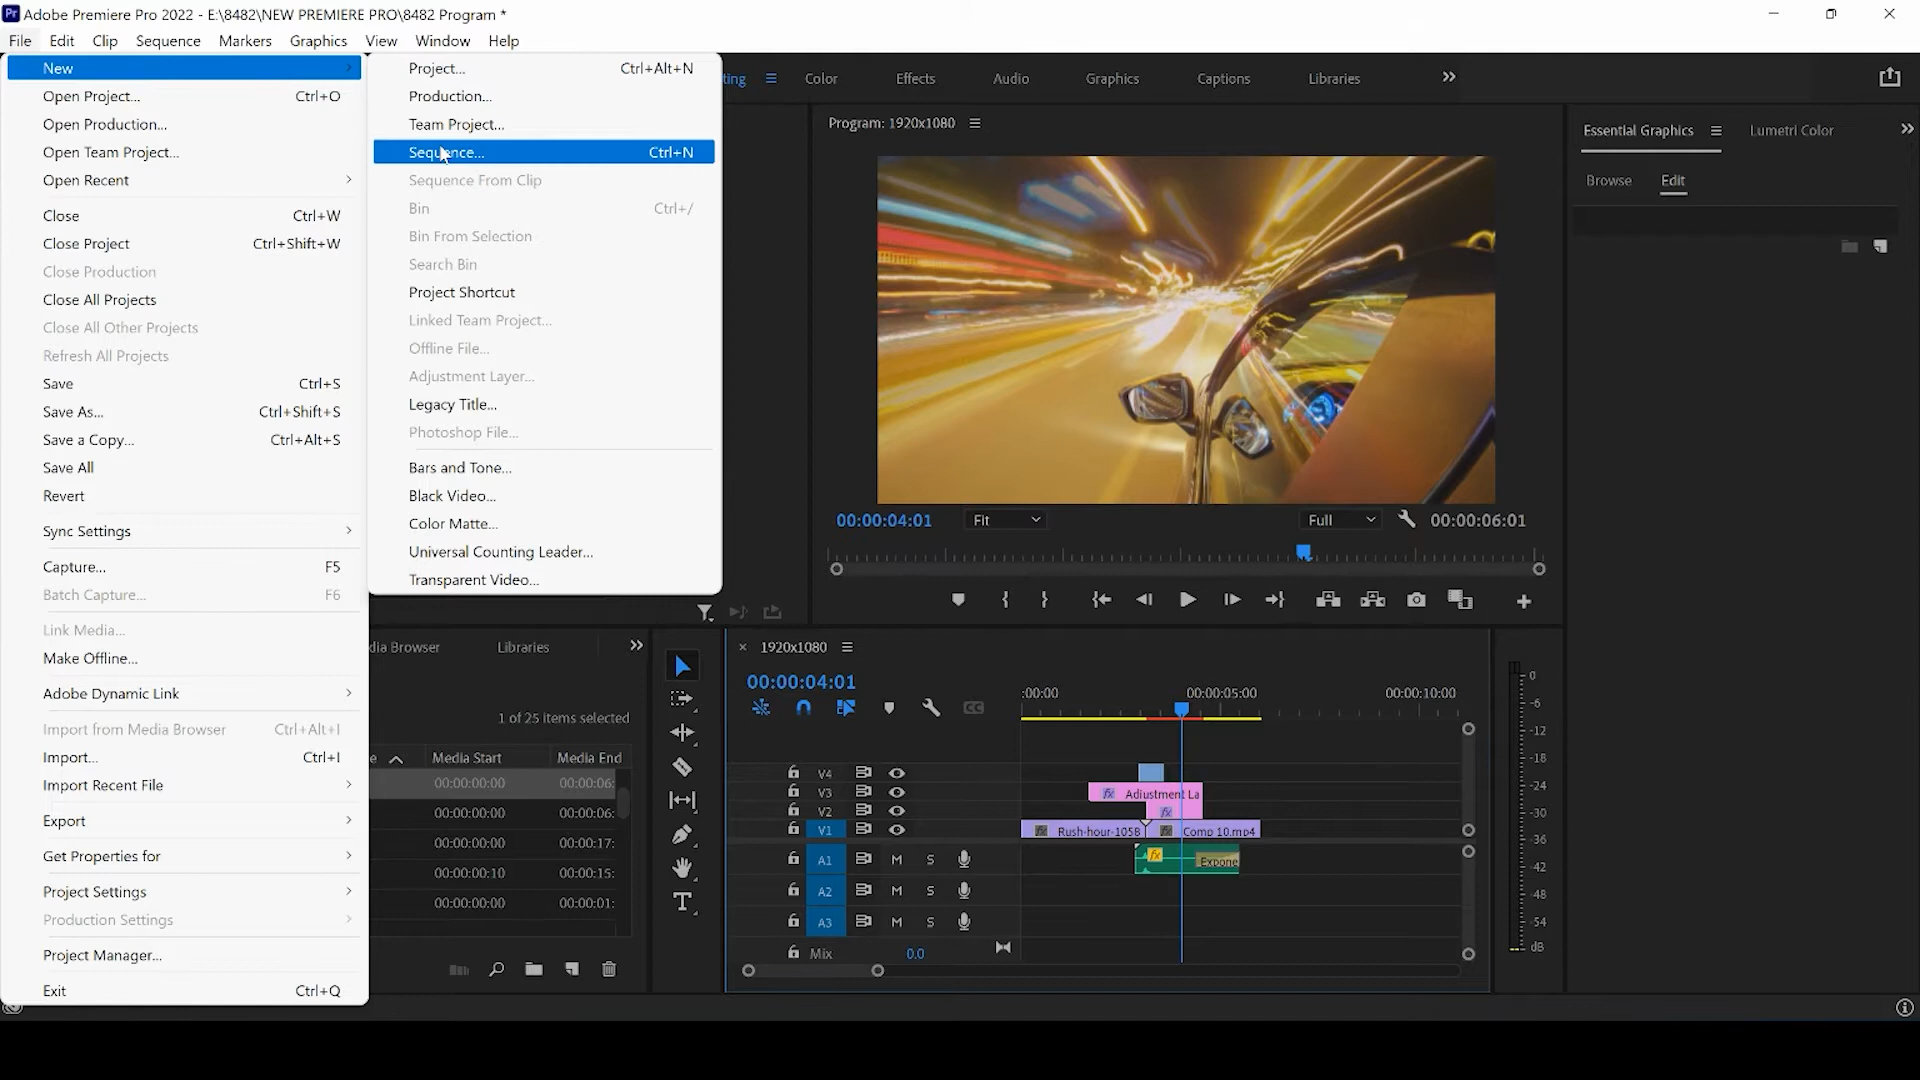 Pr Adobe Premiere Pro 2022 - E:\8482\NEW PREMIERE PRO\8482 Program *
File Edit Clip Sequence Markers Graphics View Window Help
New
Open Project... Ctrl+O
Open Production...
Open Team Project...
Open Recent
Close Ctrl+W
Close Project Ctrl+Shift+W
Close Production
Close All Projects
Close All Other Projects
Refresh All Projects
Save Ctrl+S
Save As... Ctrl+Shift+S
Save a Copy... Ctrl+Alt+S
Save All
Revert
Sync Settings
Capture... F5
Batch Capture... F6
Link Media...
Make Offline...
Adobe Dynamic Link
Import from Media Browser Ctrl+Alt+I
Import... Ctrl+I
Import Recent File
Export
Get Properties for
Project Settings
Production Settings
Project Manager...
Exit Ctrl+Q
Project... Ctrl+Alt+N
Production...
Team Project...
Sequence... Ctrl+N
Sequence From Clip
Bin Ctrl+/
Bin From Selection
Search Bin
Project Shortcut
Linked Team Project...
Offline File...
Adjustment Layer...
Legacy Title...
Photoshop File...
Bars and Tone...
Black Video...
Color Matte...
Universal Counting Leader...
Transparent Video...
ting Color Effects Audio Graphics Captions Libraries
Program: 1920x1080
00:00:04:01 Fit Full 00:00:06:01
Essential Graphics Lumetri Color
Browse Edit
dia Browser Libraries
1 of 25 items selected
e Media Start Media End
00:00:00:00 00:00:06:
00:00:00:00 00:00:06:
00:00:00:00 00:00:17:
00:00:00:10 00:00:15:
00:00:00:00 00:00:01:
1920x1080
00:00:04:01
:00:00 00:00:05:00 00:00:10:00
CC
V4
V3 fx Adjustment La
V2 fx
V1 fx Rush-hour-1058 fx Comp 10.mp4
A1 M S fx Expone
A2 M S
A3 M S
Mix 0.0
0
-6
-12
-18
-24
-30
-36
-42
-48
-54
dB